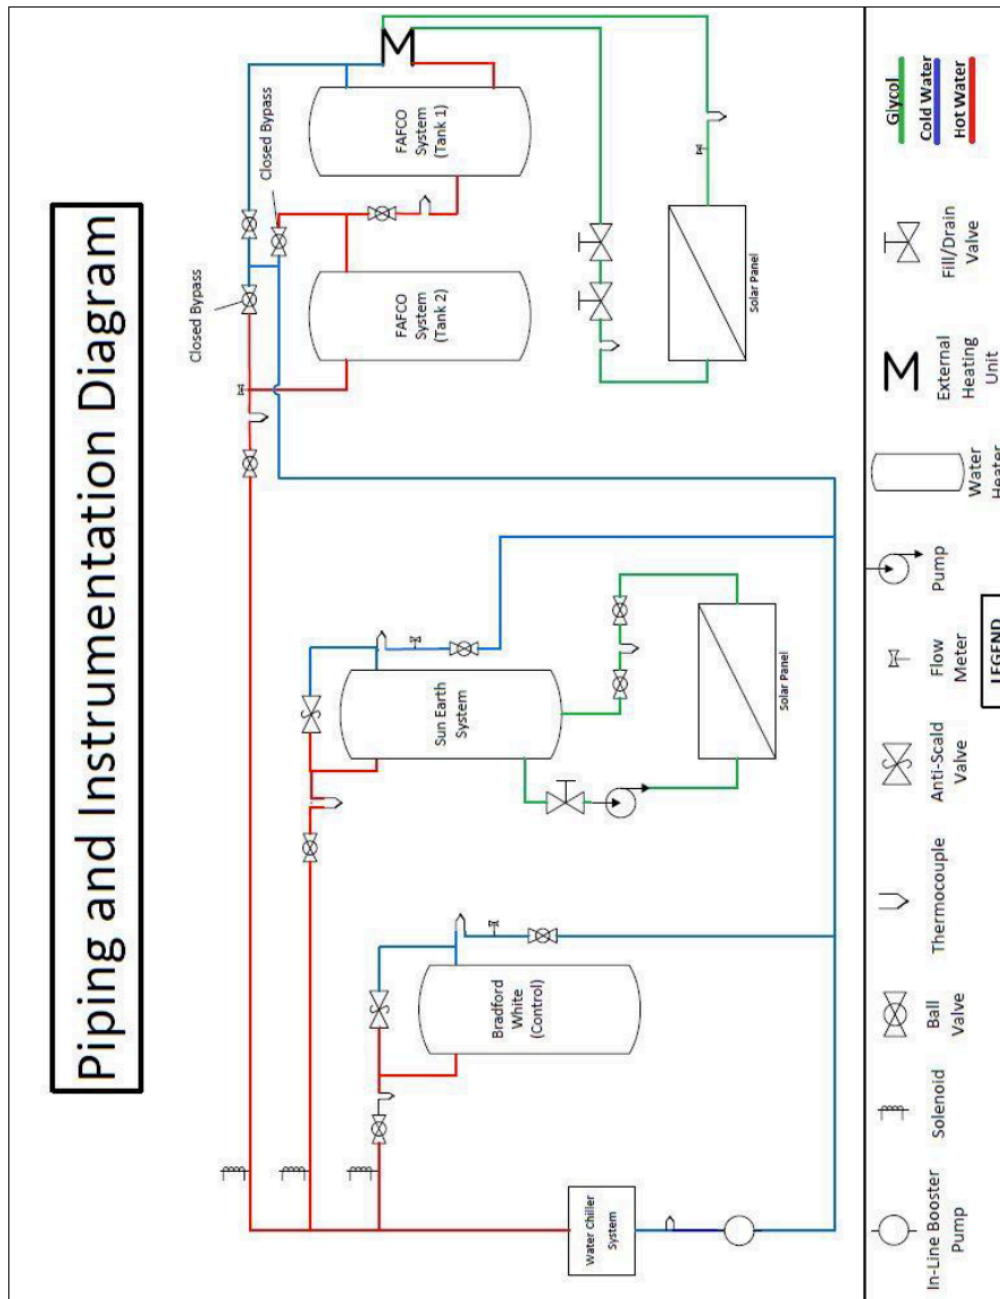 Piping and Instrumentation Diagram
Closed Bypass
Closed Bypass
FAFCO
System
(Tank 1)
FAFCO
System
(Tank 2)
Solar Panel
Sun Earth
System
Solar Panel
Bradford
White
(Control)
Water Chiller
System
LEGEND
In-Line Booster
Pump
Solenoid
Ball
Valve
Thermocouple
Anti-Scald
Valve
Flow
Meter
Pump
Water
Heater
External
Heating
Unit
Fill/Drain
Valve
Glycol
Cold Water
Hot Water